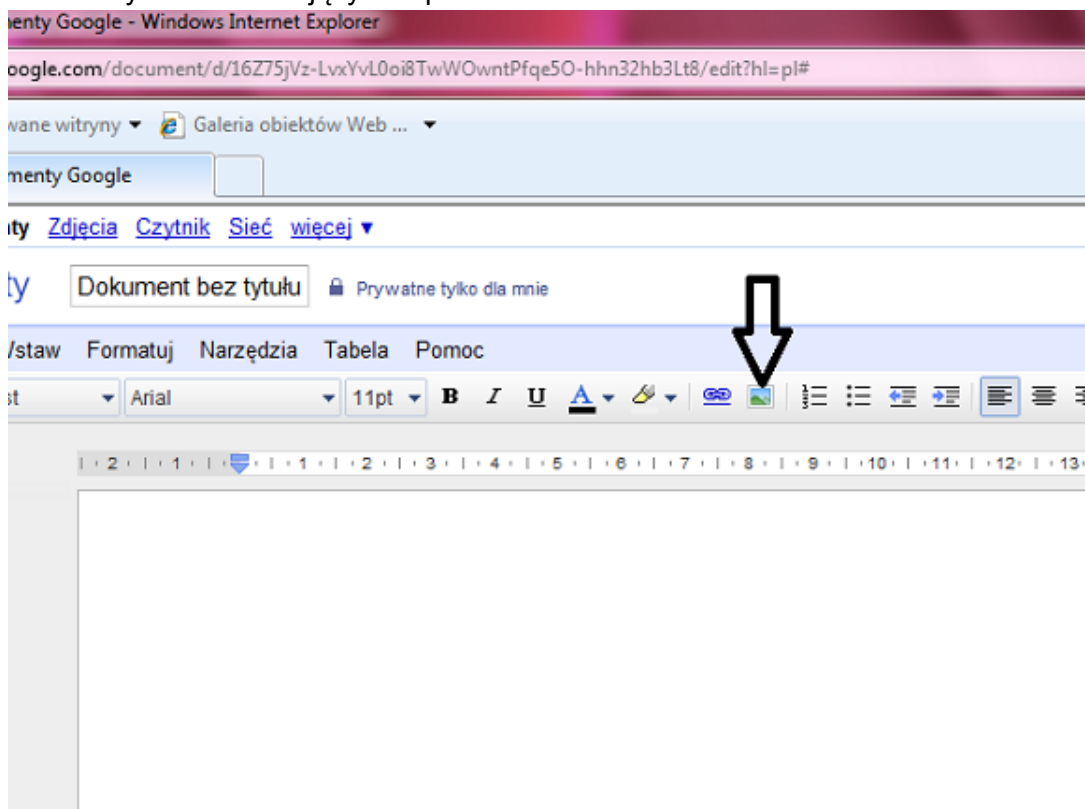 enty Google - Windows Internet Explorer
oogle.com/document/d/16Z75jVz-LvxYvL0oi8TwWOwntPfqe5O-hhn32hb3Lt8/edit?hl=pl#
wane witryny Galeria obiektów Web ...
menty Google
ty Zdjęcia Czytnik Sieć więcej
ty Dokument bez tytułu Prywatne tylko dla mnie
staw Formatuj Narzędzia Tabela Pomoc
st Arial 11pt B I U A
2 1 1 2 3 4 5 6 7 8 9 10 11 12 13